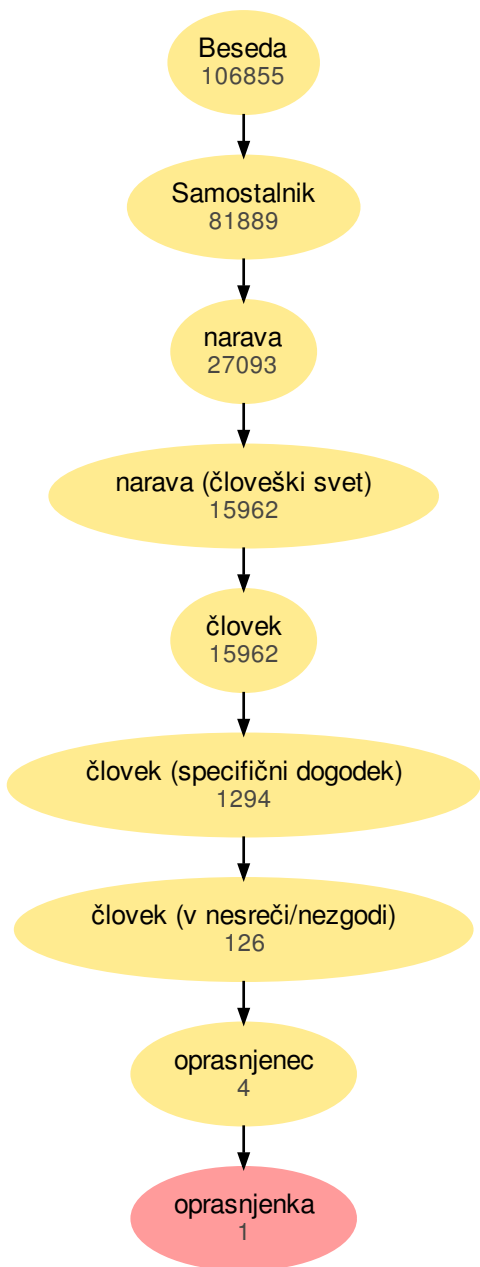 Beseda
106855
Samostalnik
81889
narava
27093
narava (človeški svet)
15962
človek
15962
človek (specifični dogodek)
1294
človek (v nesreči/nezgodi)
126
oprasnjenec
4
oprasnjenka
1